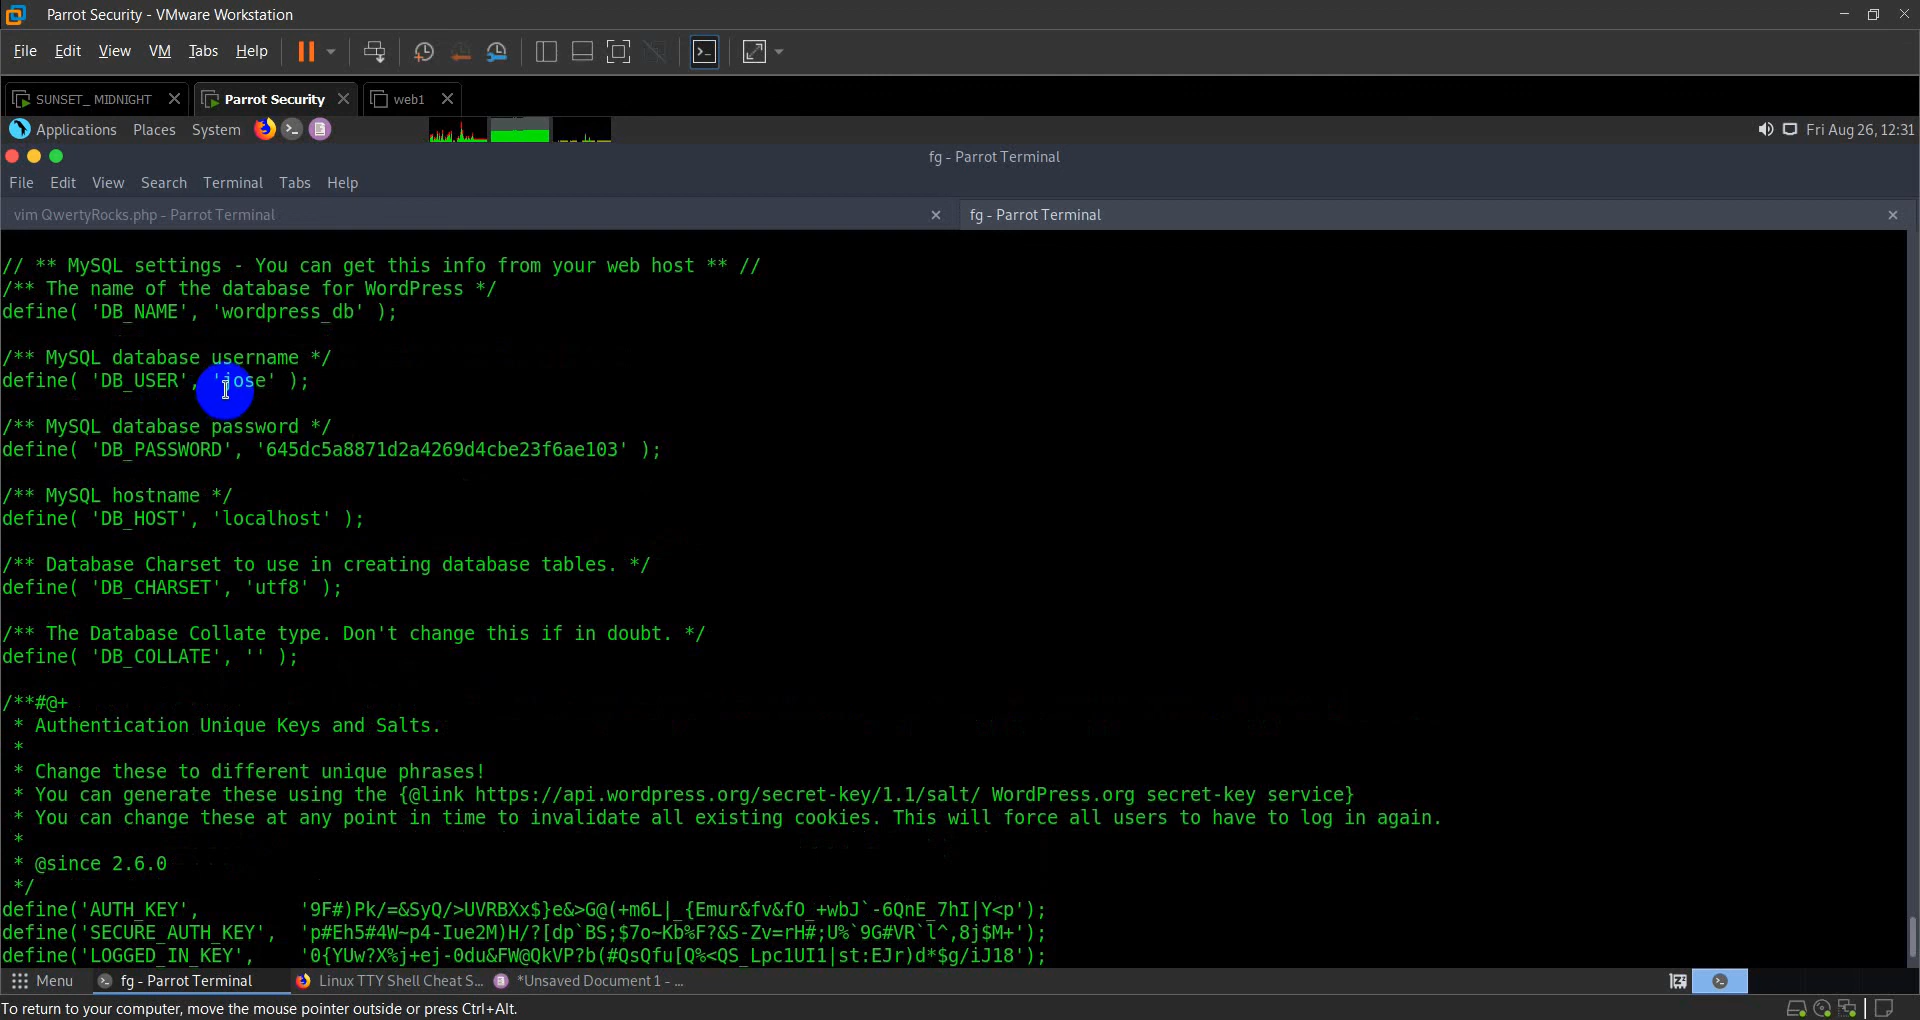 Parrot Security - VMware Workstation
File Edit View VM Tabs Help
SUNSET_ MIDNIGHT Parrot Security web1
Applications Places System Fri Aug 26, 12:31
fg - Parrot Terminal
File Edit View Search Terminal Tabs Help
vim QwertyRocks.php - Parrot Terminal fg - Parrot Terminal
// ** MySQL settings - You can get this info from your web host ** //
/** The name of the database for WordPress */
define( 'DB_NAME', 'wordpress_db' );
/** MySQL database username */
define( 'DB_USER', 'jose' );
/** MySQL database password */
define( 'DB_PASSWORD', '645dc5a8871d2a4269d4cbe23f6ae103' );
/** MySQL hostname */
define( 'DB_HOST', 'localhost' );
/** Database Charset to use in creating database tables. */
define( 'DB_CHARSET', 'utf8' );
/** The Database Collate type. Don't change this if in doubt. */
define( 'DB_COLLATE', '' );
/**#@+
* Authentication Unique Keys and Salts.
*
* Change these to different unique phrases!
* You can generate these using the {@link https://api.wordpress.org/secret-key/1.1/salt/ WordPress.org secret-key service}
* You can change these at any point in time to invalidate all existing cookies. This will force all users to have to log in again.
*
* @since 2.6.0
*/
define('AUTH_KEY', '9F#)Pk/=&SyQ/>UVRBXx$}e&>G@(+m6L|_{Emur&fv&fO_+wbJ`-6QnE_7hI|Y<p');
define('SECURE_AUTH_KEY', 'p#Eh5#4W~p4-Iue2M)H/?[dp`BS;$7o~Kb%F?&S-Zv=rH#;U%`9G#VR`l^,8j$M+');
define('LOGGED_IN_KEY', '0{YUw?X%j+ej-0du&FW@QkVP?b(#QsQfu[Q%<QS_Lpc1UI1|st:EJr)d*$g/iJ18');
Menu fg - Parrot Terminal Linux TTY Shell Cheat S... *Unsaved Document 1 - ...
To return to your computer, move the mouse pointer outside or press Ctrl+Alt.